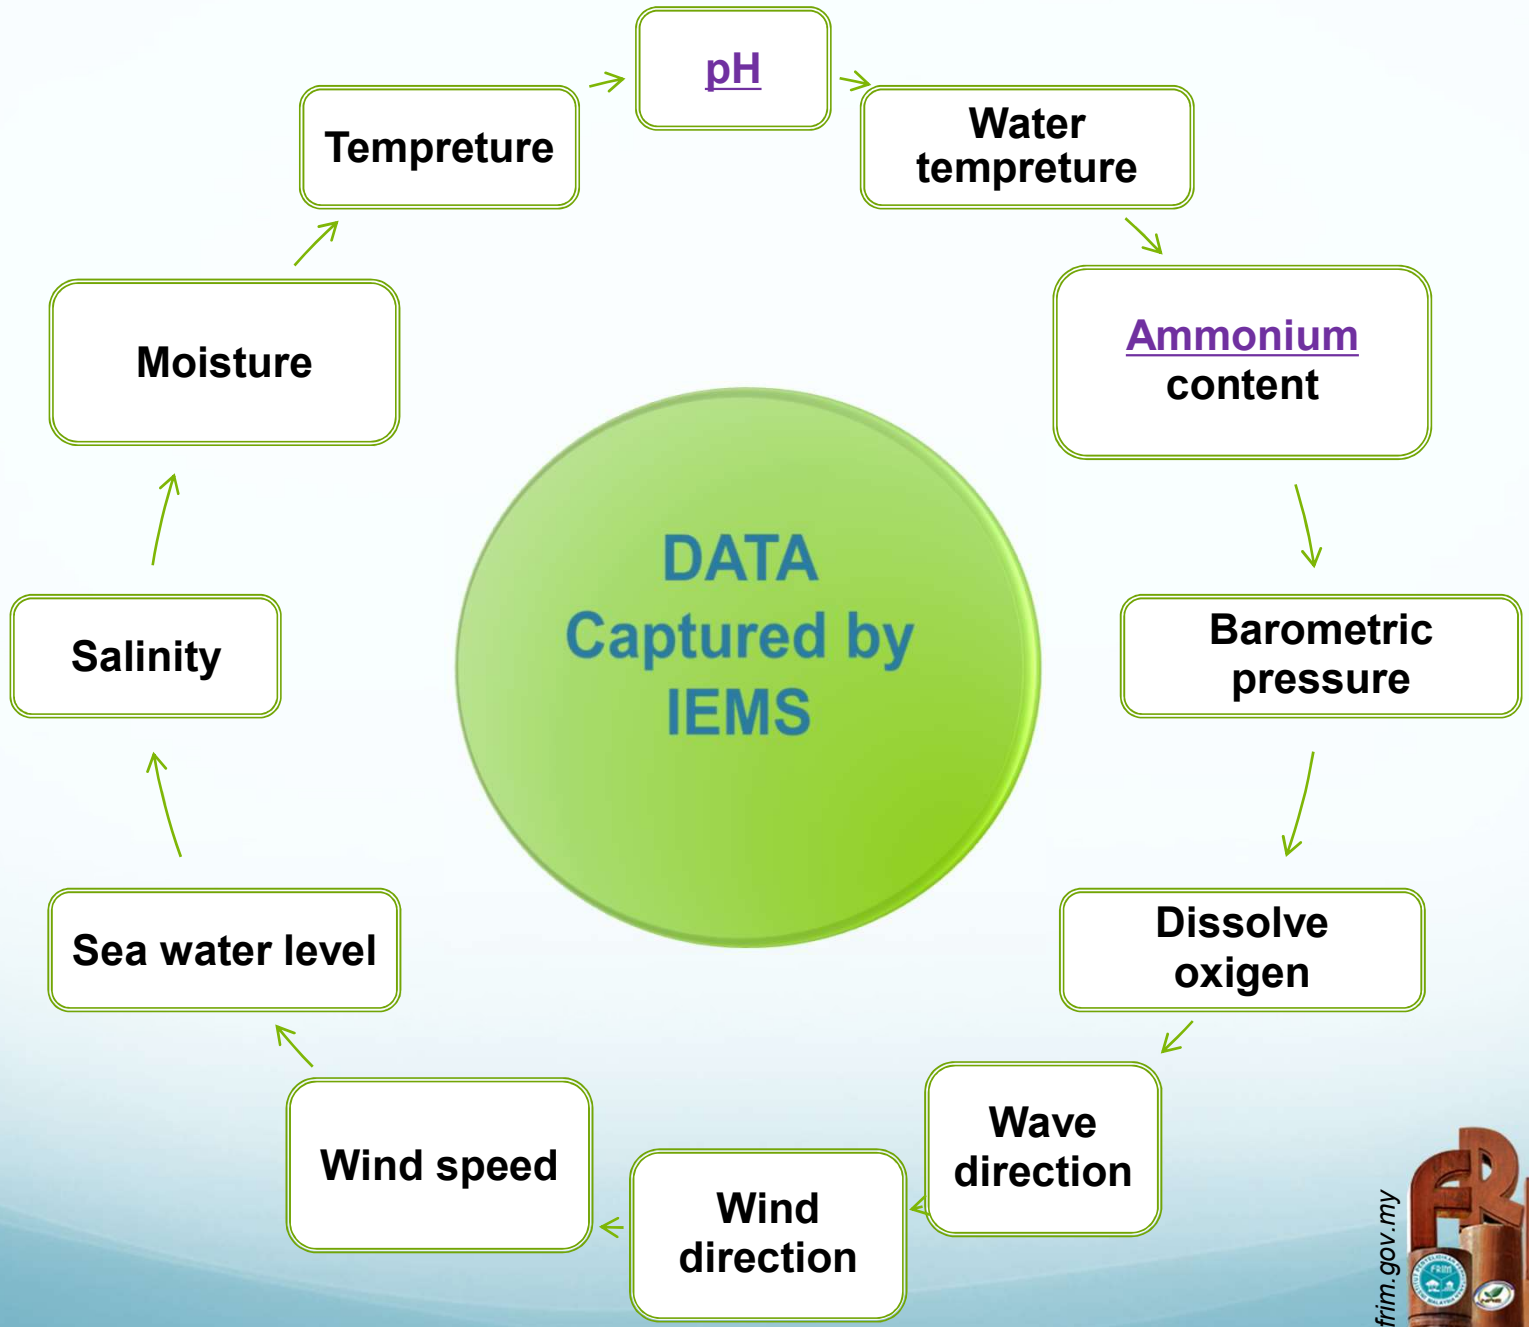 pH
Water
tempreture
Ammonium
content
Barometric
pressure
Dissolve
oxigen
Wave
direction
Wind
direction
Wind speed
Sea water level
Salinity
Moisture
Tempreture
DATA
Captured by
IEMS
frim.gov.my
FRIM